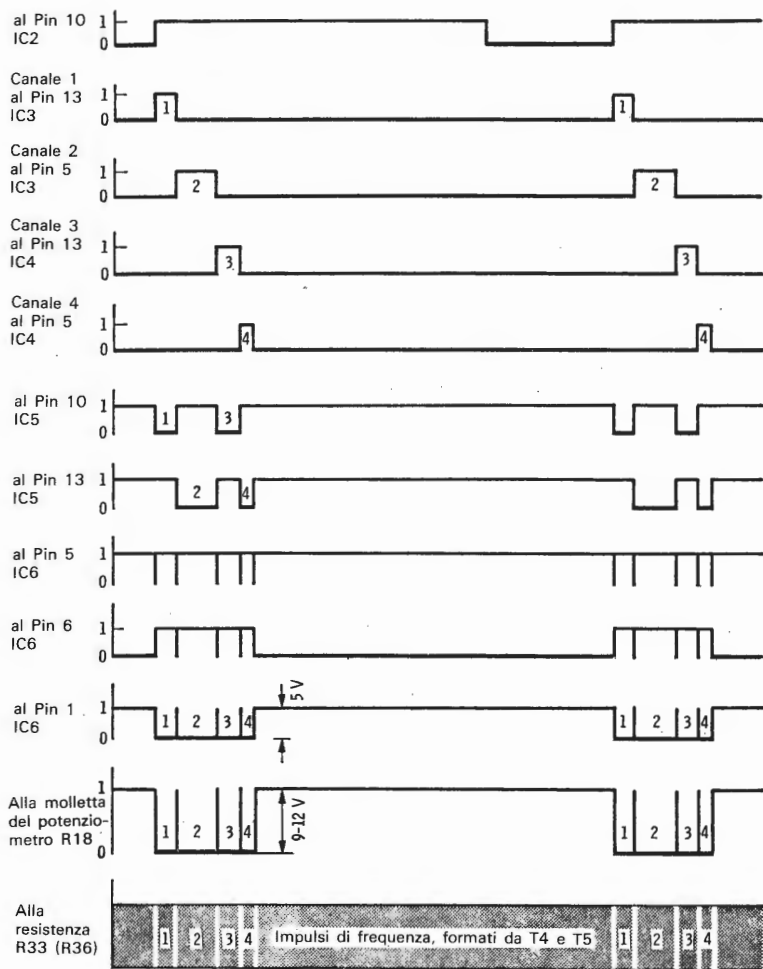 al Pin 10
IC2
1
0
Canale 1
al Pin 13
IC3
1
0
1
1
Canale 2
al Pin 5
IC3
1
0
2
2
Canale 3
al Pin 13
IC4
1
0
3
3
Canale 4
al Pin 5
IC4
1
0
4
4
al Pin 10
IC5
1
0
1
3
al Pin 13
IC5
1
0
2
4
al Pin 5
IC6
1
0
al Pin 6
IC6
1
0
al Pin 1
IC6
1
0
1 2 3 4
5 V
1 2 3 4
Alla molletta
del potenzio-
metro R18
1
0
1 2 3 4
9-12 V
1 2 3 4
Alla
resistenza
R33 (R36)
1 2 3 4 Impulsi di frequenza, formati da T4 e T5 1 2 3 4